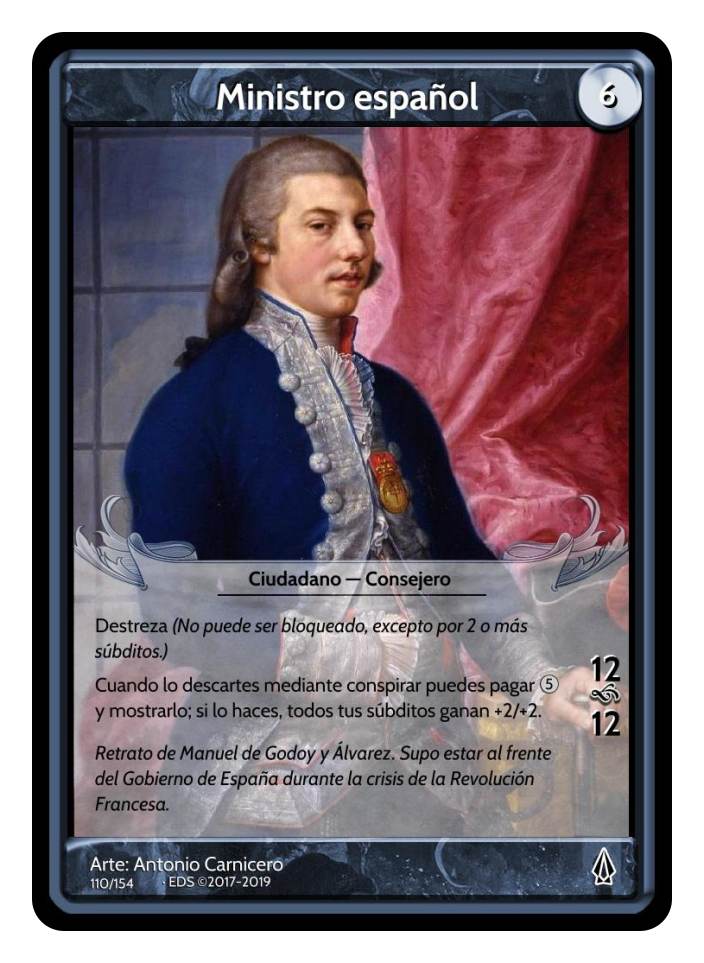 Ministro español
6
Ciudadano — Consejero
Destreza (No puede ser bloqueado, excepto por 2 o más
súbditos.)
Cuando lo descartes mediante conspirar puedes pagar 5
y mostrarlo; si lo haces, todos tus súbditos ganan +2/+2.
12
12
Retrato de Manuel de Godoy y Álvarez. Supo estar al frente
del Gobierno de España durante la crisis de la Revolución
Francesa.
Arte: Antonio Carnicero
110/154 · EDS ©2017-2019